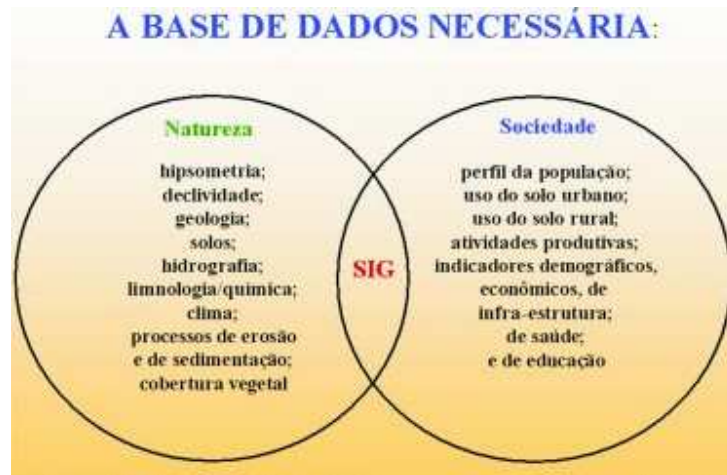 A BASE DE DADOS NECESSÁRIA:
Natureza
hipsometria;
declividade;
geologia;
solos;
hidrografia;
limnologia/química;
clima;
processos de erosão
e de sedimentação;
cobertura vegetal
SIG
Sociedade
perfil da população;
uso do solo urbano;
uso do solo rural;
atividades produtivas;
indicadores demográficos,
econômicos, de
infra-estrutura;
de saúde;
e de educação